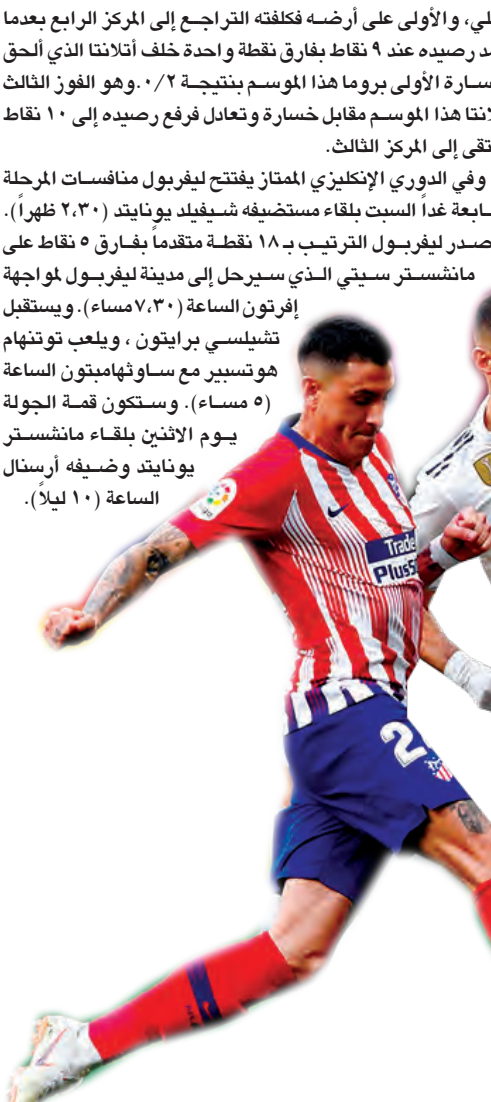 لي، والأولى على أرضه فكلفته التراجع إلى المركز الرابع بعدما
د رصيده عند ٩ نقاط بفارق نقطة واحدة خلف أتلانتا الذي ألحق
سارة الأولى بروما هذا الموسم بنتيجة ٠/٢. وهو الفوز الثالث
لانتا هذا الموسم مقابل خسارة وتعادل فرفع رصيده إلى ١٠ نقاط
تقى إلى المركز الثالث.
وفي الدوري الإنكليزي الممتاز يفتتح ليفربول منافسات المرحلة
ابعة غداً السبت بلقاء مستضيفه شيفيلد يونايتد (٢،٣٠ ظهراً).
صدر ليفربول الترتيب بـ ١٨ نقطة متقدماً بفارق ٥ نقاط على
مانشستر سيتي الذي سيرحل إلى مدينة ليفربول لمواجهة
إفرتون الساعة (٧،٣٠ مساء). ويستقبل
تشيلسي برايتون ، ويلعب توتنهام
هوتسبير مع ساوثهامبتون الساعة
(٥ مساء). وستكون قمة الجولة
يوم الاثنين بلقاء مانشستر
يونايتد وضيفه أرسنال
الساعة (١٠ ليلاً).
Trade
Plus5
2